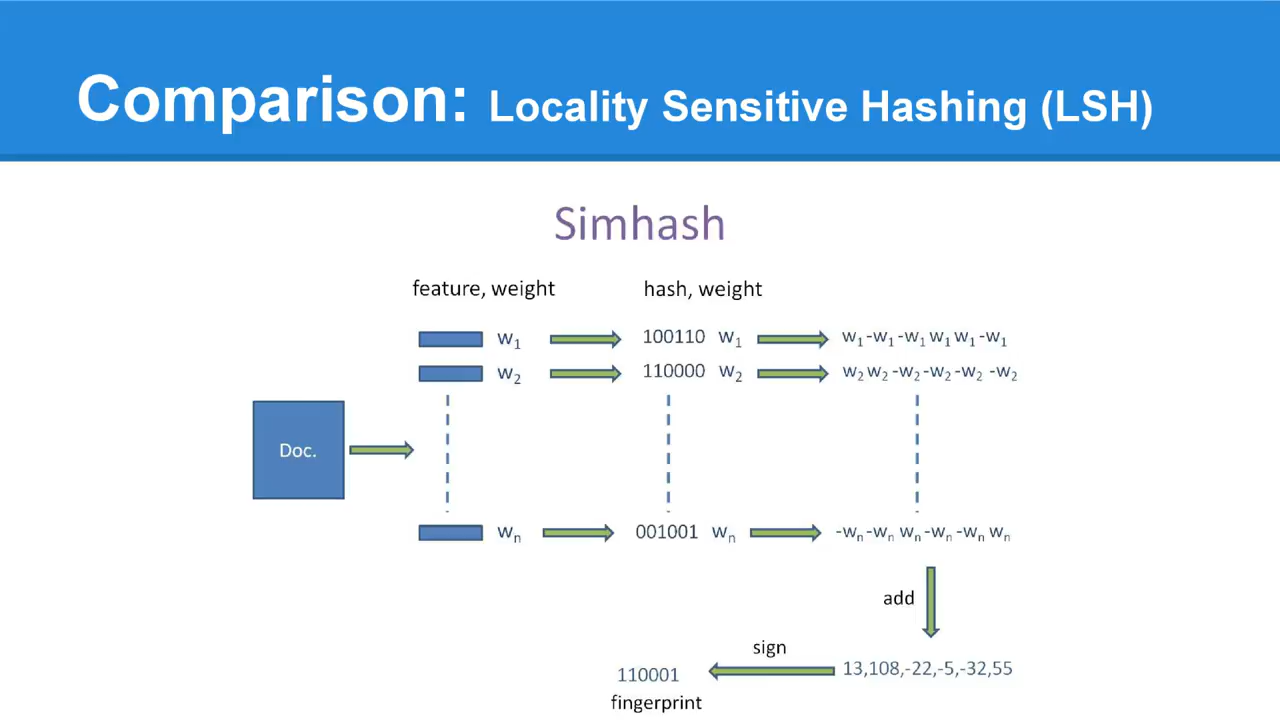 Comparison: Locality Sensitive Hashing (LSH)
Simhash
feature, weight hash, weight
w1 100110 w1 w1 -w1 -w1 w1 w1 -w1
w2 110000 w2 w2 w2 -w2 -w2 -w2 -w2
Doc.
wn 001001 wn -wn -wn wn -wn -wn wn
add
sign
13,108,-22,-5,-32,55
110001
fingerprint